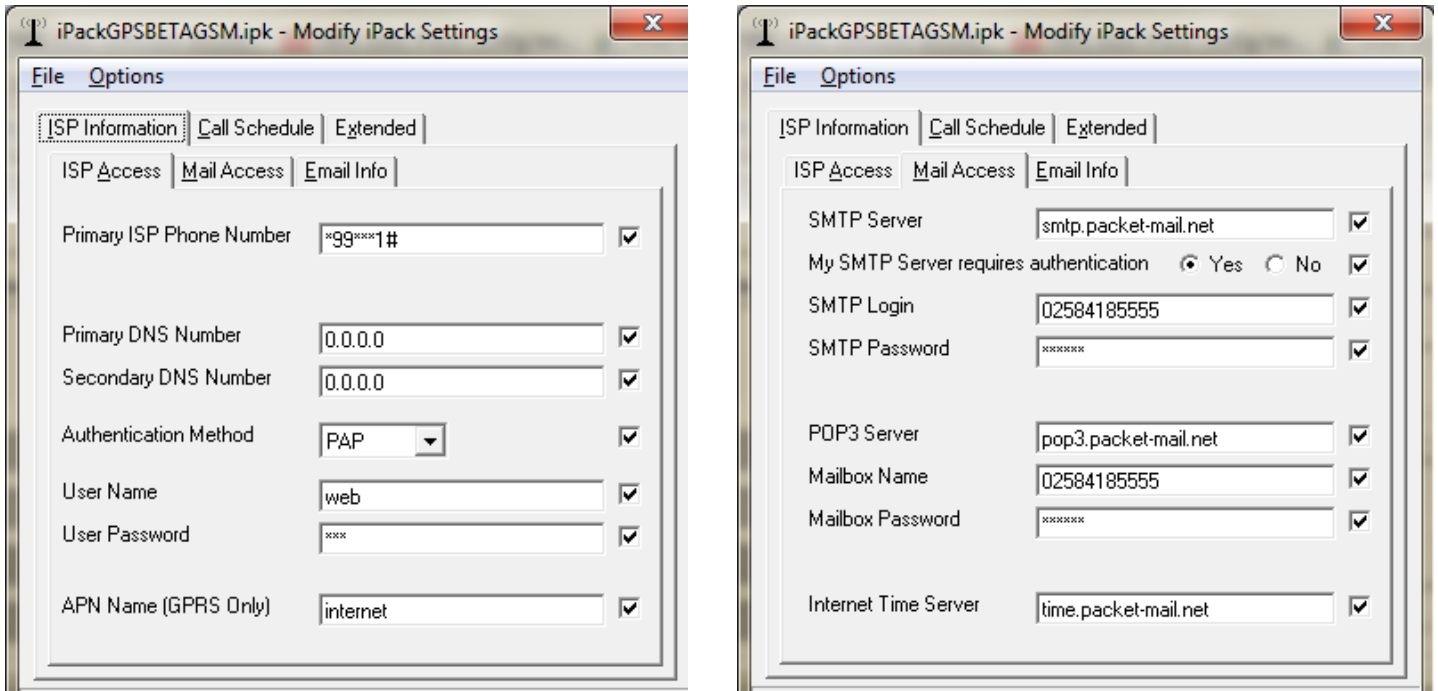 iPackGPSBETAGSM.ipk - Modify iPack Settings
File Options
ISP Information Call Schedule Extended
ISP Access Mail Access Email Info
Primary ISP Phone Number *99***1#
Primary DNS Number 0.0.0.0
Secondary DNS Number 0.0.0.0
Authentication Method PAP
User Name web
User Password ***
APN Name (GPRS Only) internet
iPackGPSBETAGSM.ipk - Modify iPack Settings
File Options
ISP Information Call Schedule Extended
ISP Access Mail Access Email Info
SMTP Server smtp.packet-mail.net
My SMTP Server requires authentication Yes No
SMTP Login 02584185555
SMTP Password ******
POP3 Server pop3.packet-mail.net
Mailbox Name 02584185555
Mailbox Password ******
Internet Time Server time.packet-mail.net